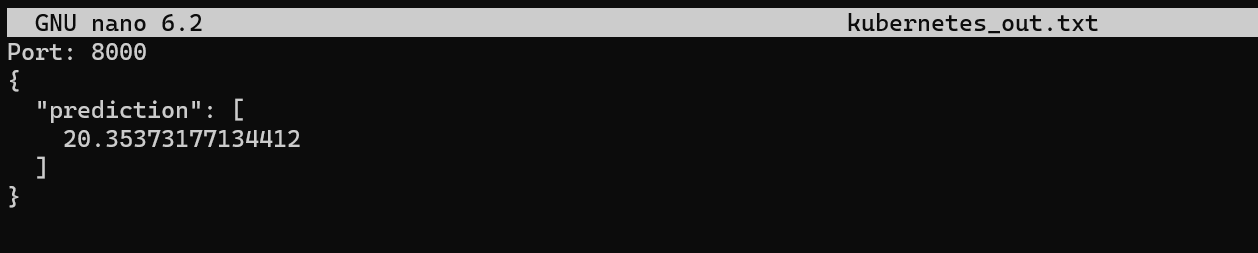 GNU nano 6.2 kubernetes_out.txt
Port: 8000
{
  "prediction": [
    20.35373177134412
  ]
}